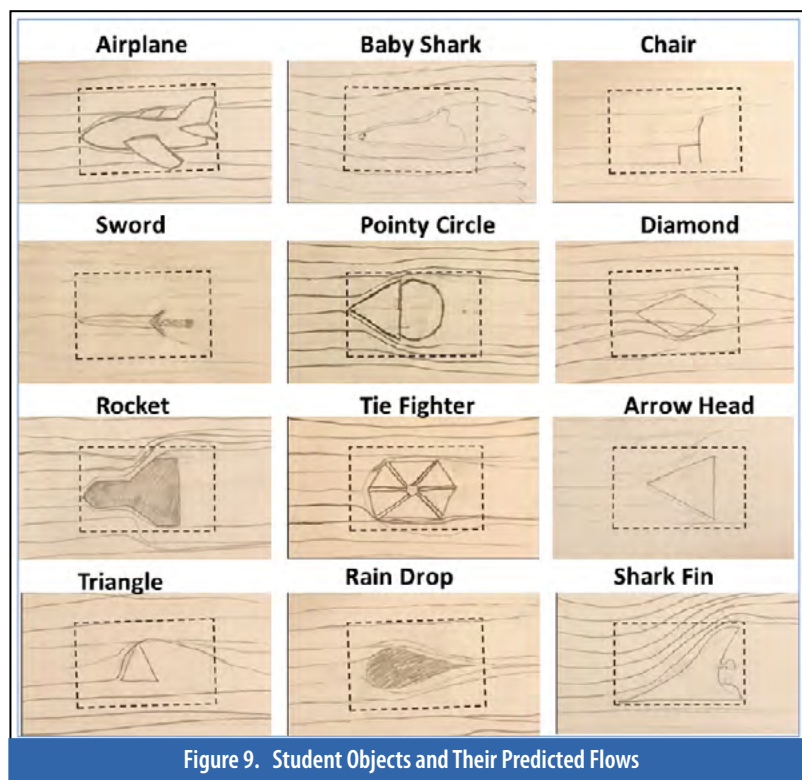 Airplane Baby Shark Chair
Sword Pointy Circle Diamond
Rocket Tie Fighter Arrow Head
Triangle Rain Drop Shark Fin
Figure 9. Student Objects and Their Predicted Flows